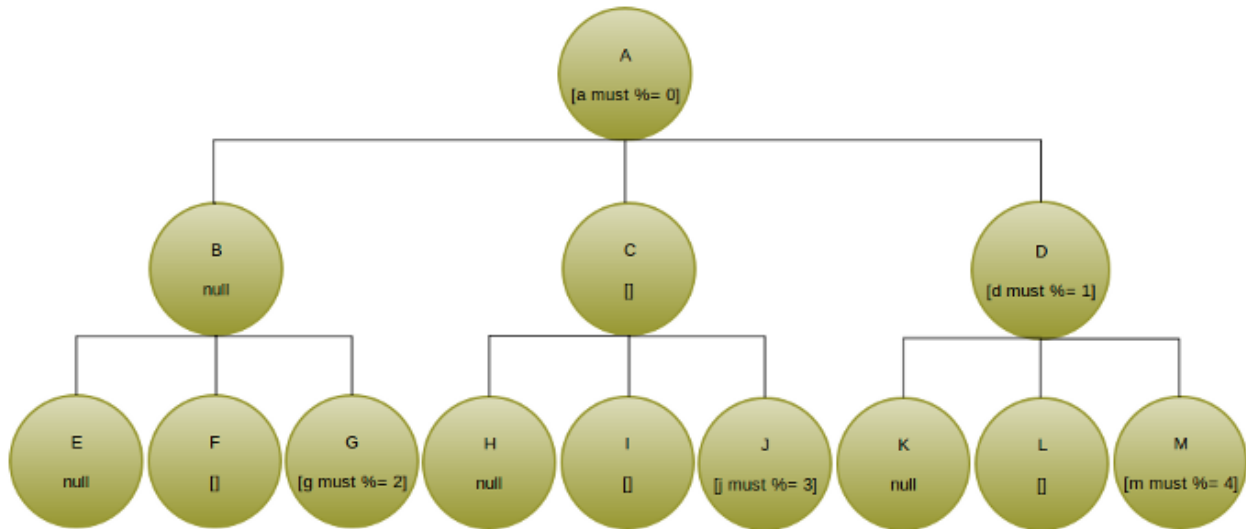 A
[a must %= 0]
B
null
C
[]
D
[d must %= 1]
E
null
F
[]
G
[g must %= 2]
H
null
I
[]
J
[j must %= 3]
K
null
L
[]
M
[m must %= 4]